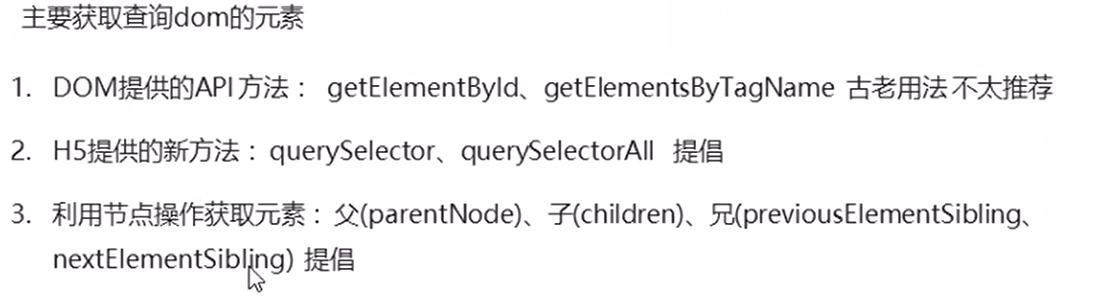 主要获取查询dom的元素
1. DOM提供的API 方法： getElementById、getElementsByTagName 古老用法 不太推荐
2. H5提供的新方法：querySelector、querySelectorAll 提倡
3. 利用节点操作获取元素：父(parentNode)、子(children)、兄(previousElementSibling、
nextElementSibling) 提倡